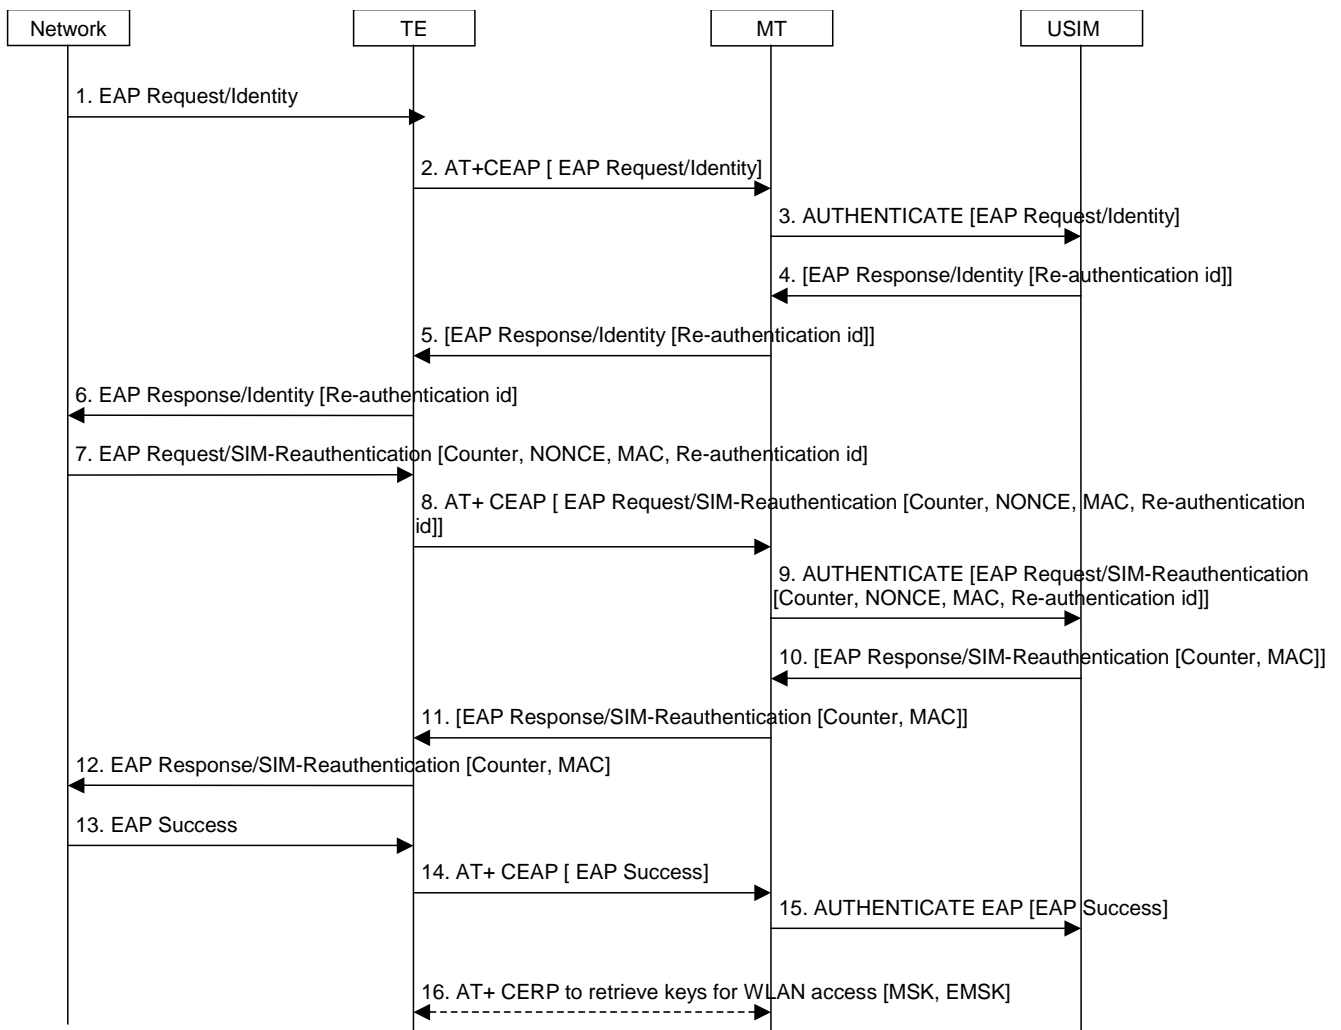 Network
TE
MT
USIM
1. EAP Request/Identity
2. AT+CEAP [ EAP Request/Identity]
3. AUTHENTICATE [EAP Request/Identity]
4. [EAP Response/Identity [Re-authentication id]]
5. [EAP Response/Identity [Re-authentication id]]
6. EAP Response/Identity [Re-authentication id]
7. EAP Request/SIM-Reauthentication [Counter, NONCE, MAC, Re-authentication id]
8. AT+ CEAP [ EAP Request/SIM-Reauthentication [Counter, NONCE, MAC, Re-authentication
id]]
9. AUTHENTICATE [EAP Request/SIM-Reauthentication
[Counter, NONCE, MAC, Re-authentication id]]
10. [EAP Response/SIM-Reauthentication [Counter, MAC]]
11. [EAP Response/SIM-Reauthentication [Counter, MAC]]
12. EAP Response/SIM-Reauthentication [Counter, MAC]
13. EAP Success
14. AT+ CEAP [ EAP Success]
15. AUTHENTICATE EAP [EAP Success]
16. AT+ CERP to retrieve keys for WLAN access [MSK, EMSK]